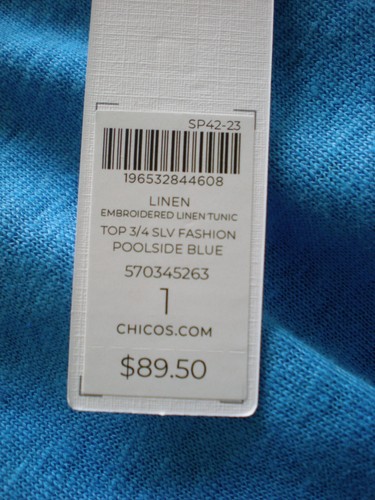 SP42-23
196532844608
LINEN
EMBROIDERED LINEN TUNIC
TOP 3/4 SLV FASHION
POOLSIDE BLUE
570345263
1
CHICOS.COM
$89.50